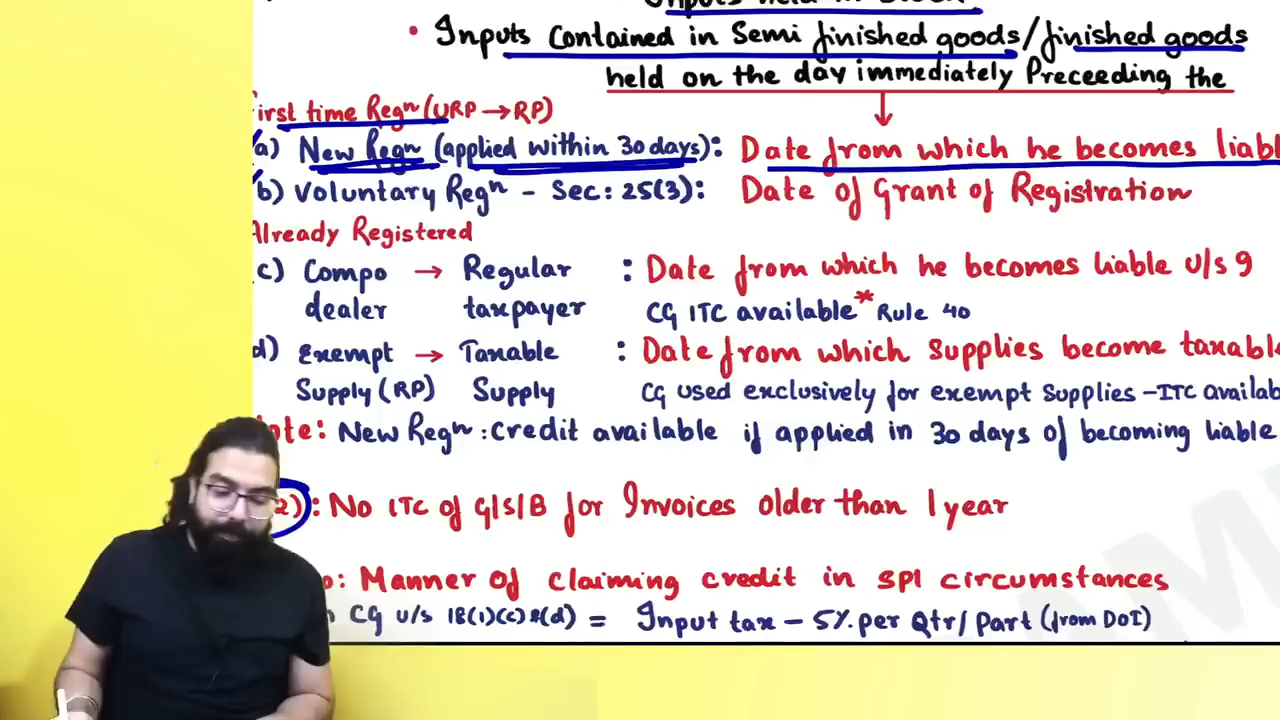 Inputs held in Stock
• Inputs Contained in Semi finished goods/finished goods
held on the day immediately Preceeding the
First time Regn (URP → RP)
a) New Regn (applied within 30 days): Date from which he becomes liabl
b) Voluntary Regn - Sec: 25(3): Date of Grant of Registration
Already Registered
c) Compo → Regular : Date from which he becomes liable u/s 9
dealer taxpayer CG ITC available* Rule 40
d) Exempt → Taxable : Date from which Supplies become taxabl
Supply (RP) Supply CG used exclusively for exempt Supplies - ITC availab
ote: New Regn : Credit available if applied in 30 days of becoming liable
2): No ITC of G/S/B for Invoices older than 1 year
o: Manner of claiming credit in spl circumstances
CG u/s 18(1)(c)&(d) = Input tax - 5% per Qtr/Part (from DOI)